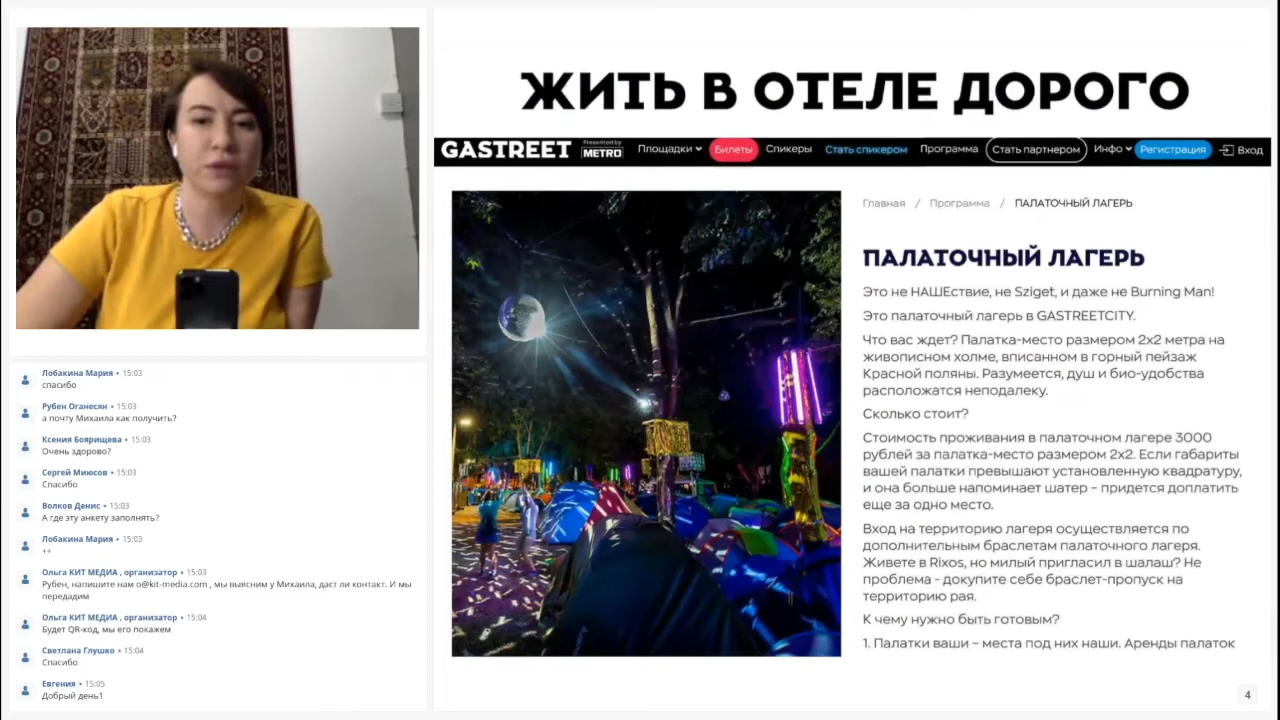 ЖИТЬ В ОТЕЛЕ ДОРОГО
GASTREET Presented by METRO Площадки Билеты Спикеры Стать спикером Программа Стать партнером Инфо Регистрация Вход
Главная / Программа / ПАЛАТОЧНЫЙ ЛАГЕРЬ
ПАЛАТОЧНЫЙ ЛАГЕРЬ
Это не НАШЕствие, не Sziget, и даже не Burning Man!
Это палаточный лагерь в GASTREETCITY.
Что вас ждет? Палатка-место размером 2х2 метра на
живописном холме, вписанном в горный пейзаж
Красной поляны. Разумеется, душ и био-удобства
расположатся неподалеку.
Сколько стоит?
Стоимость проживания в палаточном лагере 3000
рублей за палатка-место размером 2х2. Если габариты
вашей палатки превышают установленную квадратуру,
и она больше напоминает шатер – придется доплатить
еще за одно место.
Вход на территорию лагеря осуществляется по
дополнительным браслетам палаточного лагеря.
Живете в Rixos, но милый пригласил в шалаш? Не
проблема - докупите себе браслет-пропуск на
территорию рая.
К чему нужно быть готовым?
1. Палатки ваши – места под них наши. Аренды палаток
4
Лобакина Мария • 15:03
спасибо
Рубен Оганесян • 15:03
а почту Михаила как получить?
Ксения Боярищева • 15:03
Очень здорово?
Сергей Миюсов • 15:03
Спасибо
Волков Денис • 15:03
А где эту анкету заполнять?
Лобакина Мария • 15:03
++
Ольга КИТ МЕДИА , организатор • 15:03
Рубен, напишите нам o@kit-media.com , мы выясним у Михаила, даст ли контакт. И мы
передадим
Ольга КИТ МЕДИА , организатор • 15:04
Будет QR-код, мы его покажем
Светлана Глушко • 15:04
Спасибо
Евгения • 15:05
Добрый день1